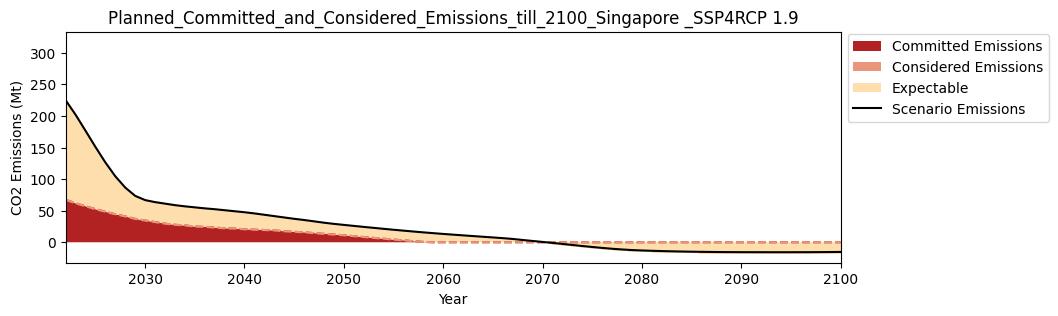 Planned_Committed_and_Considered_Emissions_till_2100_Singapore _SSP4RCP 1.9
CO2 Emissions (Mt)
300
250
200
150
100
50
0
2030
2040
2050
2060
2070
2080
2090
2100
Year
Committed Emissions
Considered Emissions
Expectable
Scenario Emissions